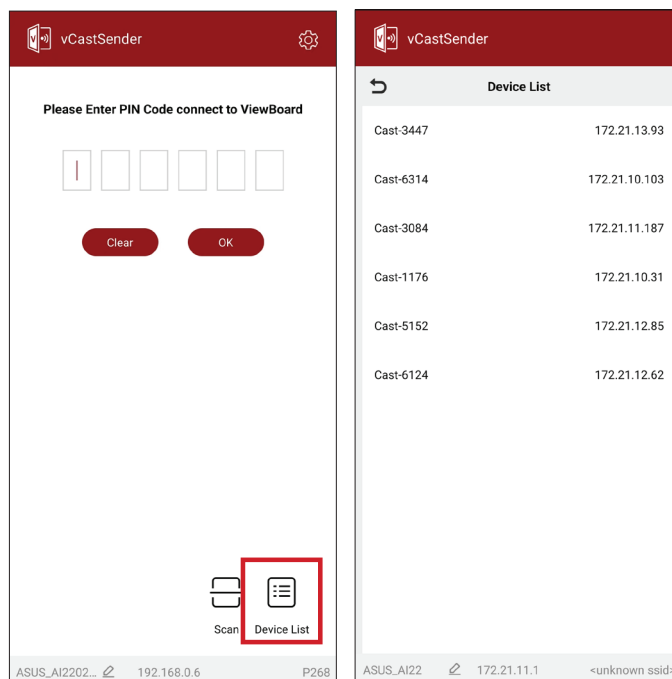 vCastSender
Please Enter PIN Code connect to ViewBoard
Clear
OK
Scan
Device List
ASUS_AI2202... 192.168.0.6 P268
vCastSender
Device List
Cast-3447 172.21.13.93
Cast-6314 172.21.10.103
Cast-3084 172.21.11.187
Cast-1176 172.21.10.31
Cast-5152 172.21.12.85
Cast-6124 172.21.12.62
ASUS_AI22 172.21.11.1 <unknown ssid>